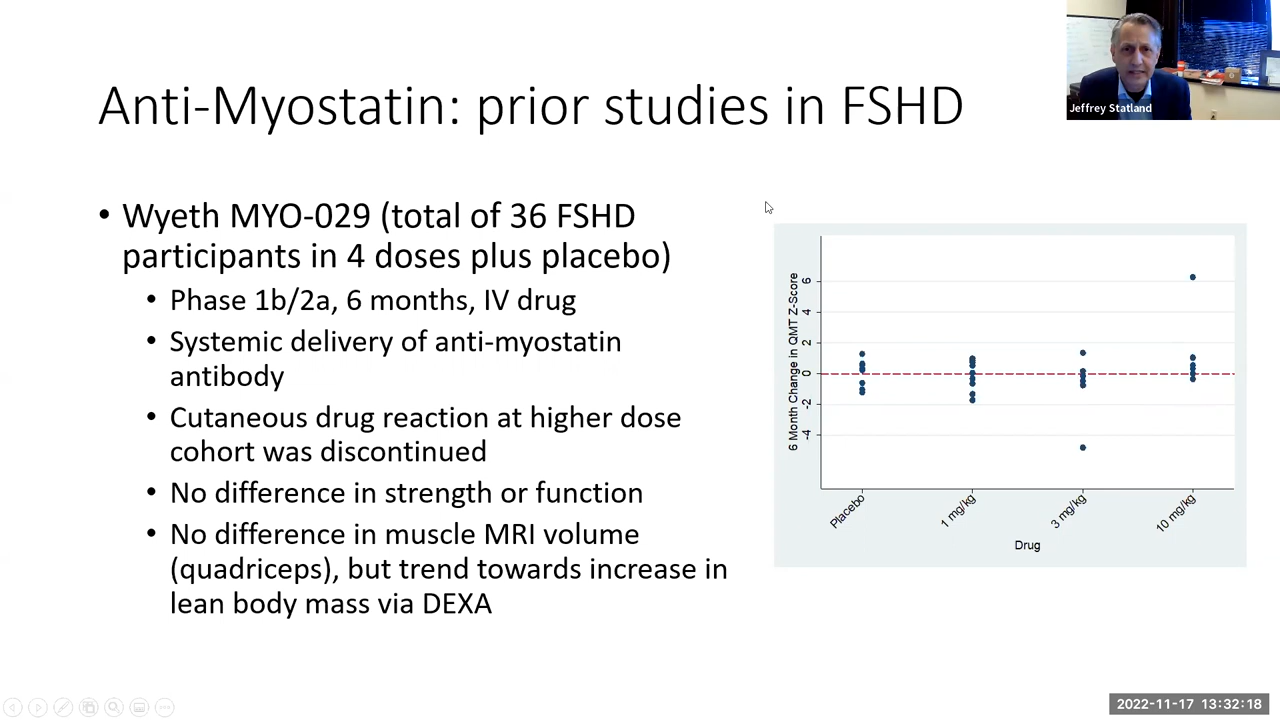 Anti-Myostatin: prior studies in FSHD
Jeffrey Statland
• Wyeth MYO-029 (total of 36 FSHD
participants in 4 doses plus placebo)
• Phase 1b/2a, 6 months, IV drug
• Systemic delivery of anti-myostatin
antibody
• Cutaneous drug reaction at higher dose
cohort was discontinued
• No difference in strength or function
• No difference in muscle MRI volume
(quadriceps), but trend towards increase in
lean body mass via DEXA
6 Month Change in QMT Z-Score
6
4
2
0
-2
-4
Placebo
1 mg/kg
3 mg/kg
10 mg/kg
Drug
2022-11-17 13:32:18